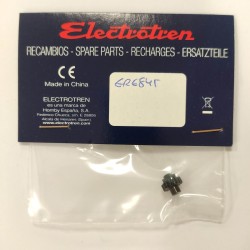 Electrotren
RECAMBIOS - SPARE PARTS - RECHARGES - ERSATZTEILE
CE
Made in China
ER6845
ELECTROTREN
es una marca de
Hornby España, S.A.
www.electrotren.com